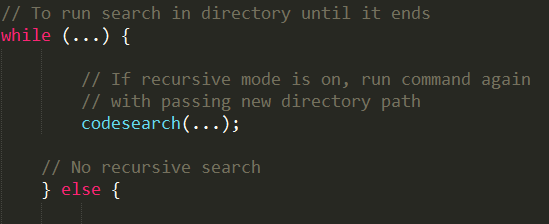 // To run search in directory until it ends
while (...) {
// If recursive mode is on, run command again
// with passing new directory path
codesearch(...);
// No recursive search
} else {